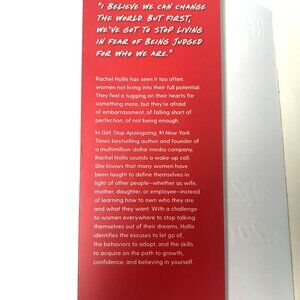 "I BELIEVE WE CAN CHANGE
THE WORLD. BUT FIRST,
WE'VE GOT TO STOP LIVING
IN FEAR OF BEING JUDGED
FOR WHO WE ARE."
Rachel Hollis has seen it too often:
women not living into their full potential.
They feel a tugging on their hearts for
something more, but they're afraid
of embarrassment, of falling short of
perfection, of not being enough.
In Girl, Stop Apologizing, #1 New York
Times bestselling author and founder of
a multimillion-dollar media company,
Rachel Hollis sounds a wake-up call.
She knows that many women have
been taught to define themselves in
light of other people—whether as wife,
mother, daughter, or employee—instead
of learning how to own who they are
and what they want. With a challenge
to women everywhere to stop talking
themselves out of their dreams, Hollis
identifies the excuses to let go of,
the behaviors to adopt, and the skills
to acquire on the path to growth,
confidence, and believing in yourself.